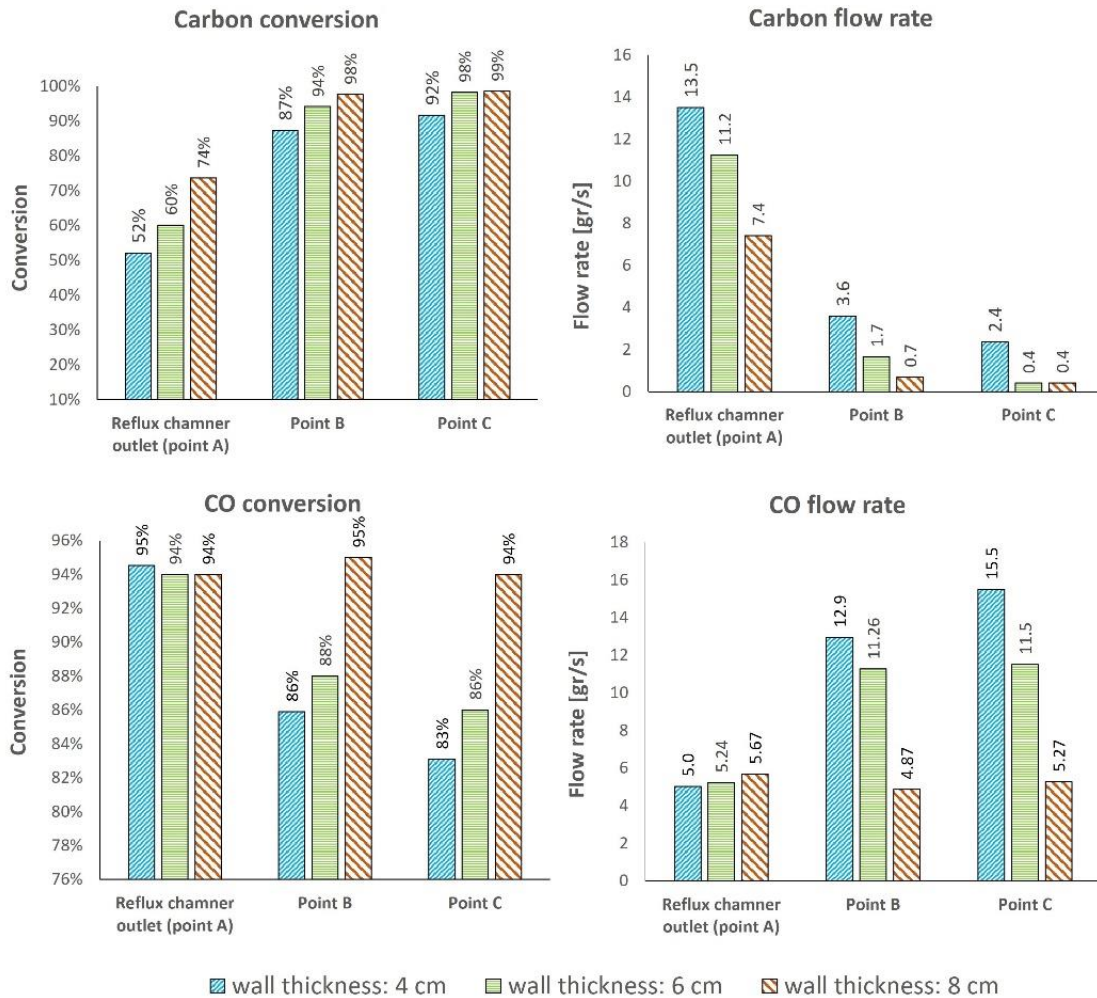 Carbon conversion
Conversion
100%
90%
80%
70%
60%
50%
40%
30%
20%
10%
52%
60%
74%
87%
94%
98%
92%
98%
99%
Reflux chamner
outlet (point A)
Point B
Point C
Carbon flow rate
Flow rate [gr/s]
16
14
12
10
8
6
4
2
0
13.5
11.2
7.4
3.6
1.7
0.7
2.4
0.4
0.4
Reflux chamner
outlet (point A)
Point B
Point C
CO conversion
Conversion
96%
94%
92%
90%
88%
86%
84%
82%
80%
78%
76%
95%
94%
94%
86%
88%
95%
83%
86%
94%
Reflux chamner
outlet (point A)
Point B
Point C
CO flow rate
Flow rate [gr/s]
18
16
14
12
10
8
6
4
2
0
5.0
5.24
5.67
12.9
11.26
4.87
15.5
11.5
5.27
Reflux chamner
outlet (point A)
Point B
Point C
wall thickness: 4 cm
wall thickness: 6 cm
wall thickness: 8 cm